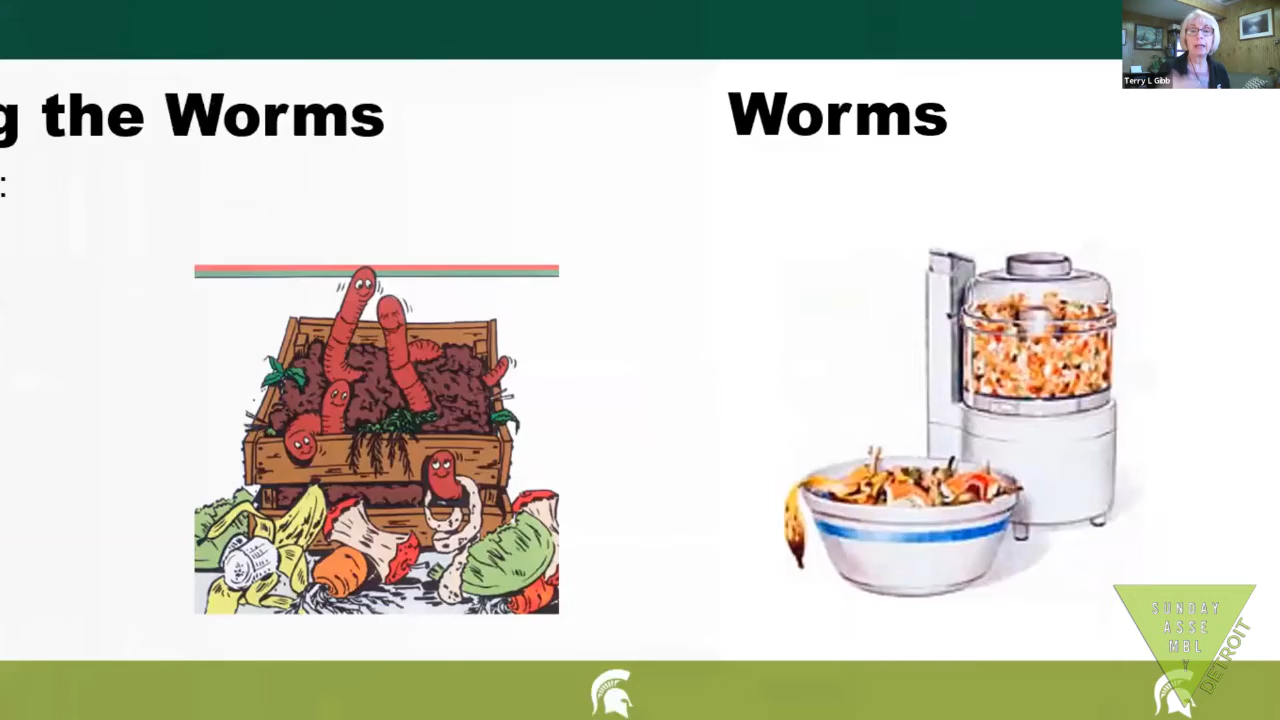 g the Worms
:
Worms
Terry L Gibb
SUNDAY
ASSE
MBL
Y
DETROIT